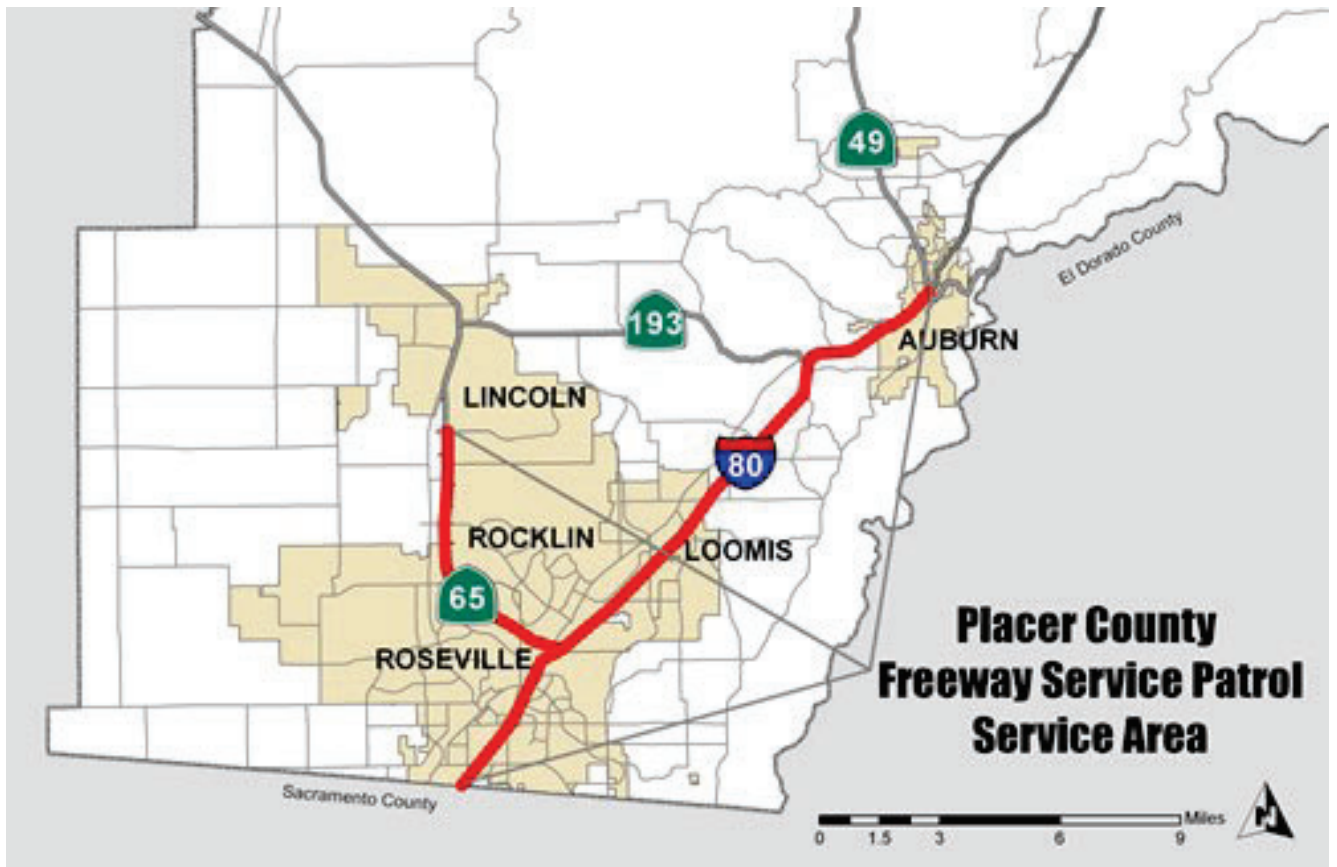 49
El Dorado County
193
AUBURN
LINCOLN
80
ROCKLIN
LOOMIS
65
ROSEVILLE
Placer County
Freeway Service Patrol
Service Area
Sacramento County
Miles
0 1.5 3 6 9
N